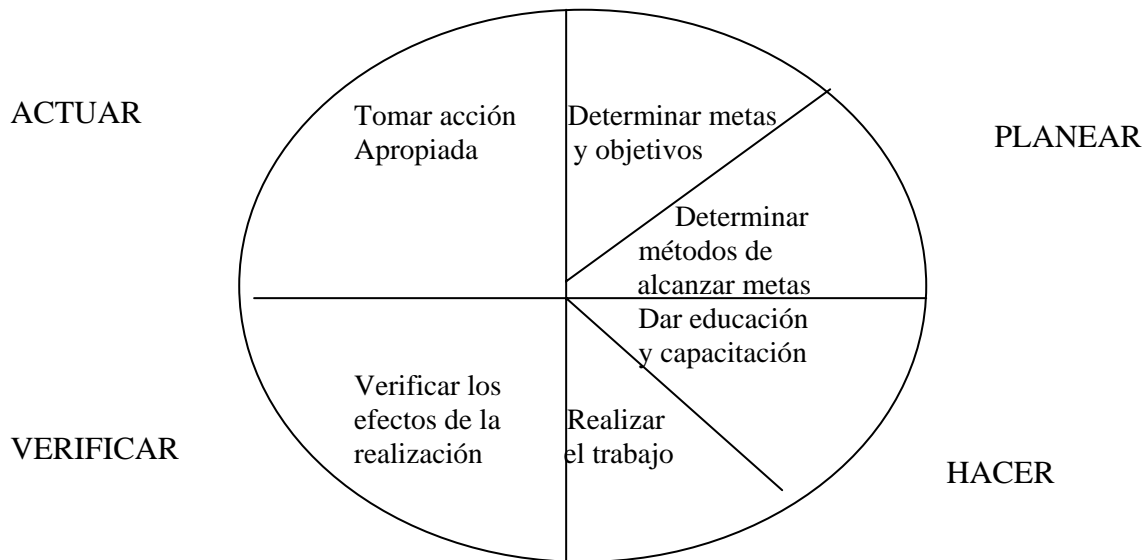 ACTUAR
Tomar acción
Apropiada
Determinar metas
y objetivos
PLANEAR
Determinar
métodos de
alcanzar metas
Dar educación
y capacitación
Verificar los
efectos de la
realización
Realizar
el trabajo
VERIFICAR
HACER